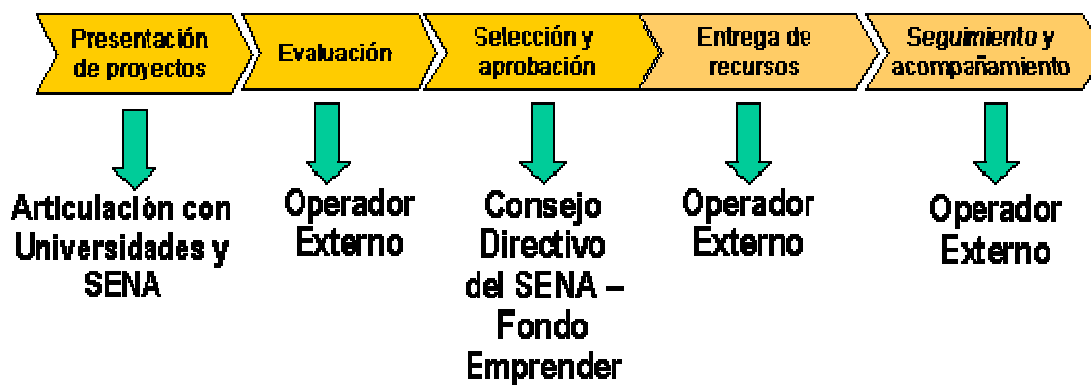 Presentación
de proyectos
Evaluación
Selección y
aprobación
Entrega de
recursos
Seguimiento y
acompañamiento
Articulación con
Universidades y
SENA
Operador
Externo
Consejo
Directivo
del SENA –
Fondo
Emprender
Operador
Externo
Operador
Externo